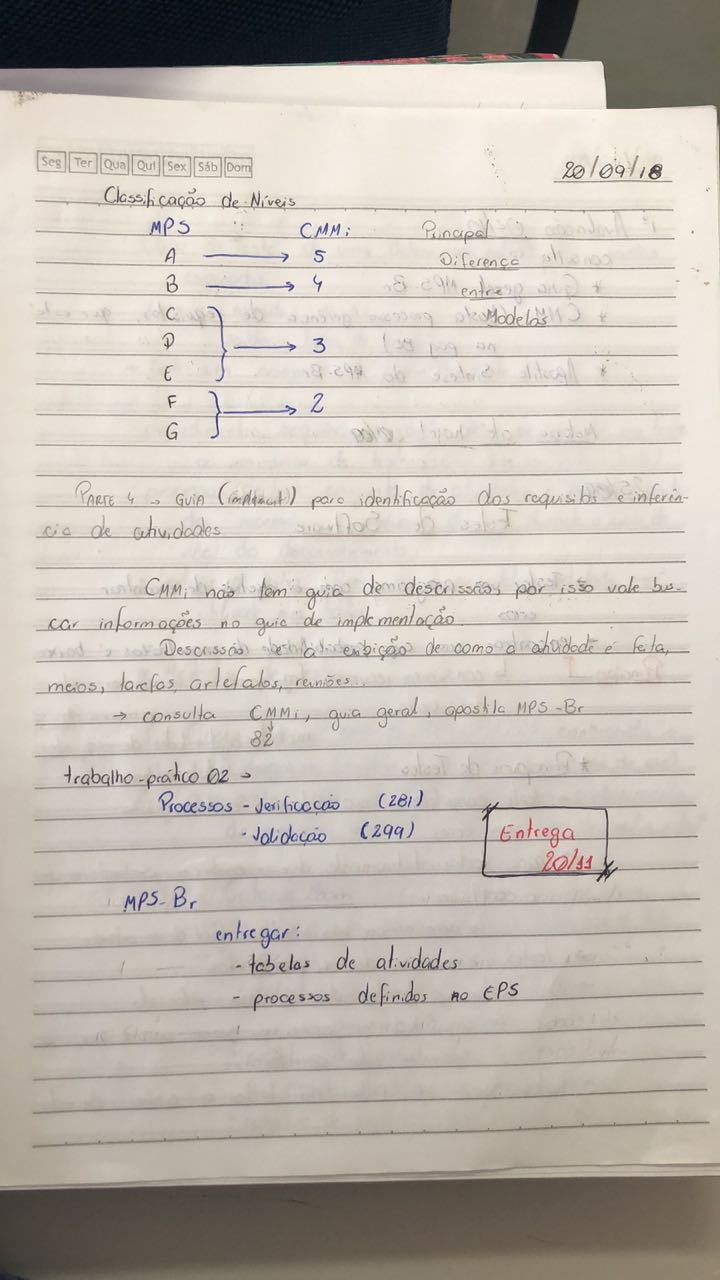 Seg Ter Qua Qui Sex Sáb Dom
20/09/18
Classificação de Níveis
MPS CMMi Principal
A → 5 Diferença
B → 4 entre
C Modelos
D → 3
E
F → 2
G
PARTE 4 → GUIA (implement) para identificação dos requisitos e inferên-
cia de atividades
CMMi não tem guia de descrissão, por isso vale bus-
car informações no guia de implementação.
Descrissão é a exibição de como a atividade é feita,
meios, tarefas, artefatos, reuniões...
→ consulta CMMi, guia geral, apostila MPS-Br
82
trabalho-prático 02 →
Processos - Verificação (281)
- Validação (299)
Entrega
20/11
MPS-Br
entregar:
- tabelas de atividades
- processos definidos no EPS